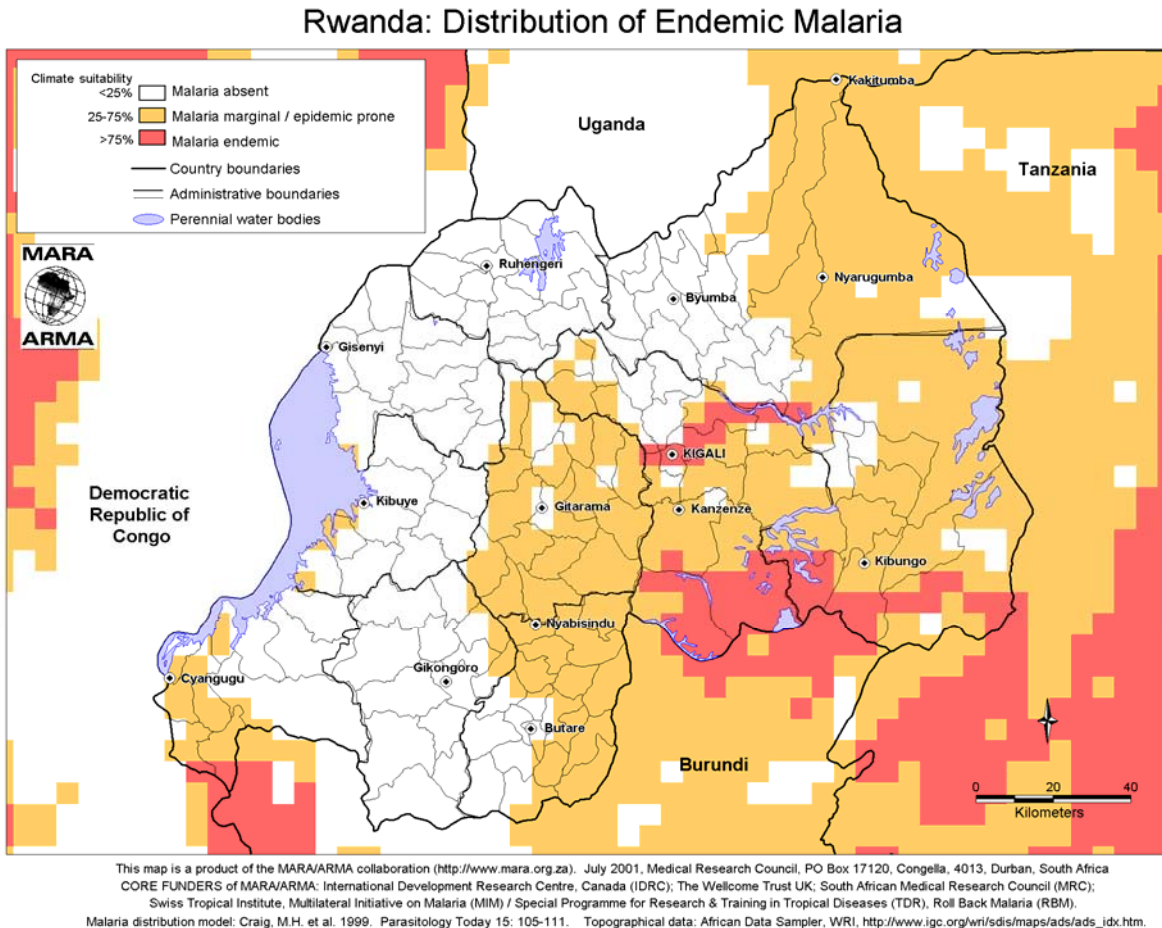 Rwanda: Distribution of Endemic Malaria
Climate suitability
<25% Malaria absent
25-75% Malaria marginal / epidemic prone
>75% Malaria endemic
Country boundaries
Administrative boundaries
Perennial water bodies
MARA
ARMA
Kakitumba
Uganda
Tanzania
Ruhengeri
Nyarugumba
Byumba
Gisenyi
KIGALI
Democratic
Republic of
Congo
Kibuye
Gitarama
Kanzenze
Kibungo
Nyabisindu
Gikongoro
Cyangugu
Butare
Burundi
0 20 40
Kilometers
This map is a product of the MARA/ARMA collaboration (http://www.mara.org.za). July 2001, Medical Research Council, PO Box 17120, Congella, 4013, Durban, South Africa
CORE FUNDERS of MARA/ARMA: International Development Research Centre, Canada (IDRC); The Wellcome Trust UK; South African Medical Research Council (MRC);
Swiss Tropical Institute, Multilateral Initiative on Malaria (MIM) / Special Programme for Research & Training in Tropical Diseases (TDR), Roll Back Malaria (RBM).
Malaria distribution model: Craig, M.H. et al. 1999. Parasitology Today 15: 105-111. Topographical data: African Data Sampler, WRI, http://www.igc.org/wri/sdis/maps/ads/ads_idx.htm.